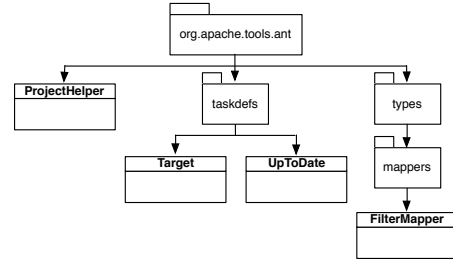 org.apache.tools.ant
ProjectHelper
taskdefs
types
Target
UpToDate
mappers
FilterMapper